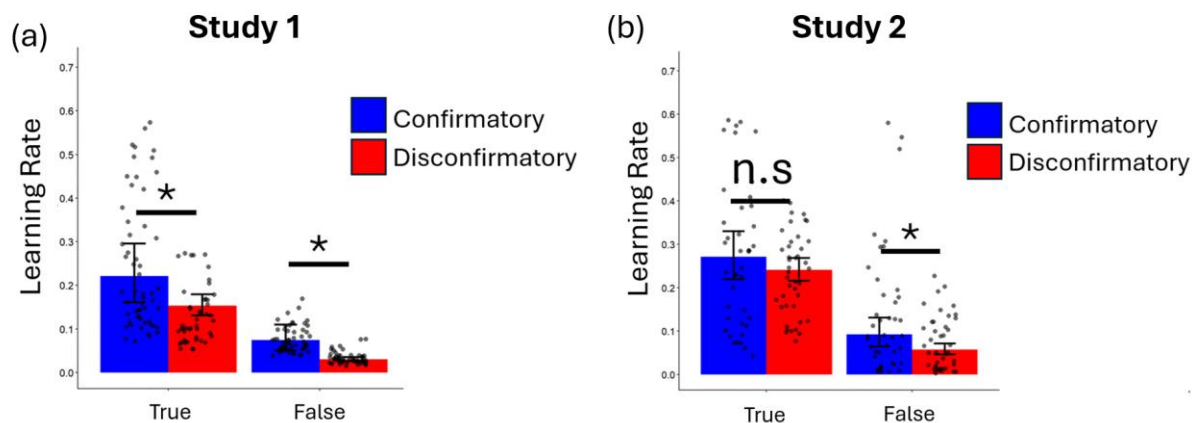 (a)
Study 1
Learning Rate
0.7
0.6
0.5
0.4
0.3
0.2
0.1
0.0
*
*
Confirmatory
Disconfirmatory
True
False
(b)
Study 2
Learning Rate
0.7
0.6
0.5
0.4
0.3
0.2
0.1
0.0
n.s
*
Confirmatory
Disconfirmatory
True
False